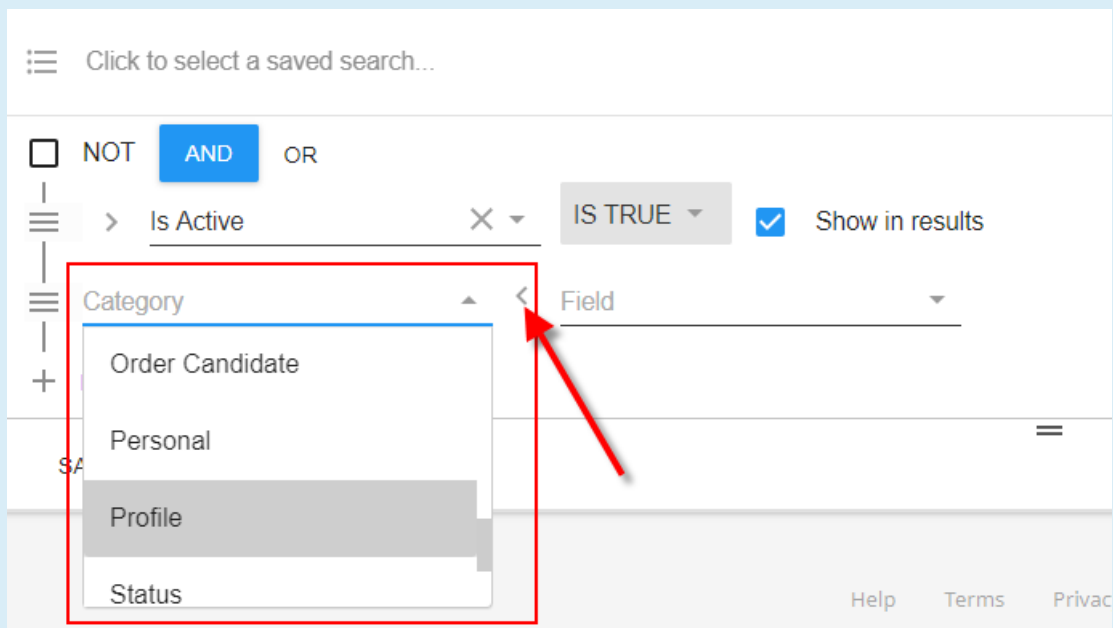 Click to select a saved search...
NOT AND OR
Is Active IS TRUE Show in results
Category Field
Order Candidate
Personal
Profile
Status
Help Terms